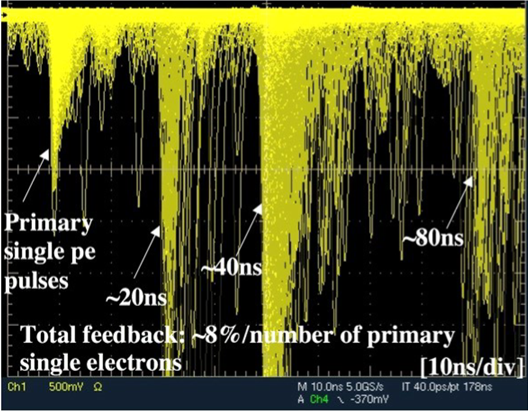 Primary
single pe
pulses
~20ns
~40ns
~80ns
Total feedback: ~8%/number of primary
single electrons
[10ns/div]
Ch1 500mV Ω M 10.0ns 5.0GS/s IT 40.0ps/pt 178ns
A Ch4 \ -370mV